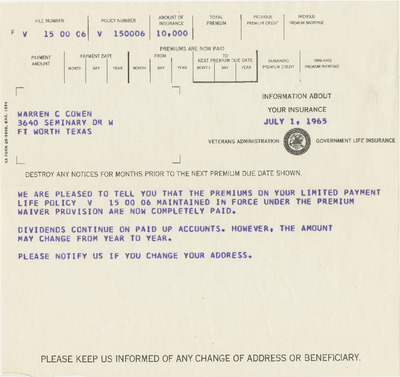 FILE NUMBER POLICY NUMBER AMOUNT OF INSURANCE TOTAL PREMIUM PREVIOUS PREMIUM CREDIT PREVIOUS PREMIUM SHORTAGE
F V 15 00 06 V 150006 10,000
PREMIUMS ARE NOW PAID
PAYMENT AMOUNT PAYMENT DATE FROM TO NEXT PREMIUM DUE DATE REMAINING PREMIUM CREDIT REMAINING PREMIUM SHORTAGE
MONTH DAY YEAR MONTH DAY YEAR MONTH DAY YEAR
INFORMATION ABOUT
YOUR INSURANCE
WARREN C COWEN
3640 SEMINARY DR W
FT WORTH TEXAS
JULY 1, 1965
VETERANS ADMINISTRATION GOVERNMENT LIFE INSURANCE
DESTROY ANY NOTICES FOR MONTHS PRIOR TO THE NEXT PREMIUM DUE DATE SHOWN.
WE ARE PLEASED TO TELL YOU THAT THE PREMIUMS ON YOUR LIMITED PAYMENT
LIFE POLICY V 15 00 06 MAINTAINED IN FORCE UNDER THE PREMIUM
WAIVER PROVISION ARE NOW COMPLETELY PAID.
DIVIDENDS CONTINUE ON PAID UP ACCOUNTS. HOWEVER, THE AMOUNT
MAY CHANGE FROM YEAR TO YEAR.
PLEASE NOTIFY US IF YOU CHANGE YOUR ADDRESS.
PLEASE KEEP US INFORMED OF ANY CHANGE OF ADDRESS OR BENEFICIARY.